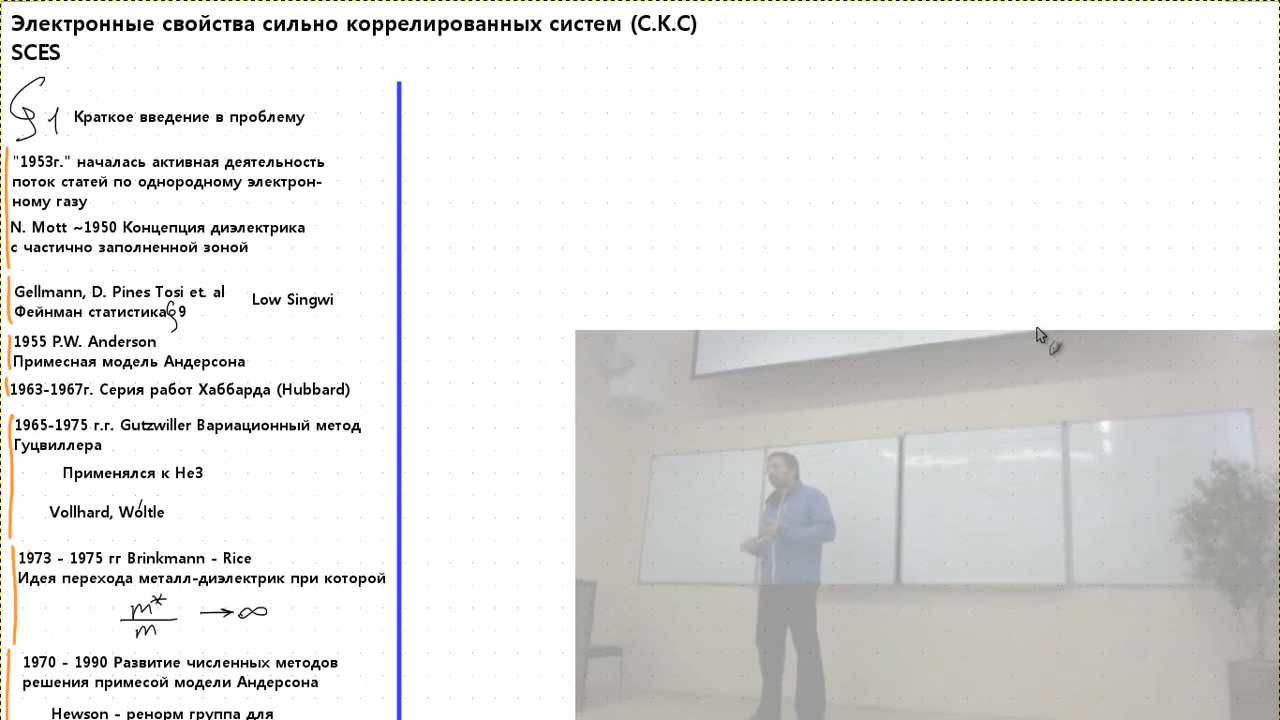 Электронные свойства сильно коррелированных систем (С.К.С)
SCES
§1 Краткое введение в проблему
"1953г." началась активная деятельность
поток статей по однородному электрон-
ному газу
N. Mott ~1950 Концепция диэлектрика
с частично заполненной зоной
Gellmann, D. Pines Tosi et. al
Low Singwi
Фейнман статистика §9
1955 P.W. Anderson
Примесная модель Андерсона
1963-1967г. Серия работ Хаббарда (Hubbard)
1965-1975 г.г. Gutzwiller Вариационный метод
Гуцвиллера
Применялся к He3
Vollhard, Wóltle
1973 - 1975 гг Brinkmann - Rice
Идея перехода металл-диэлектрик при которой
m*/m → ∞
1970 - 1990 Развитие численных методов
решения примесой модели Андерсона
Hewson - ренорм группа для